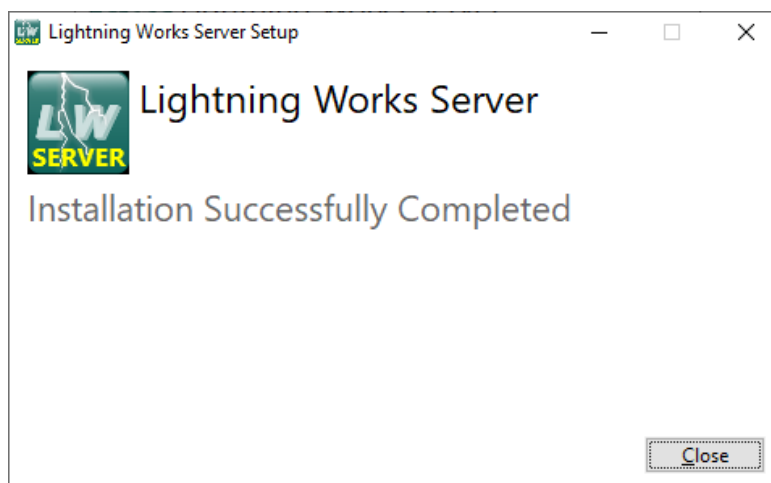 Lightning Works Server Setup
LW
SERVER
Lightning Works Server
Installation Successfully Completed
Close